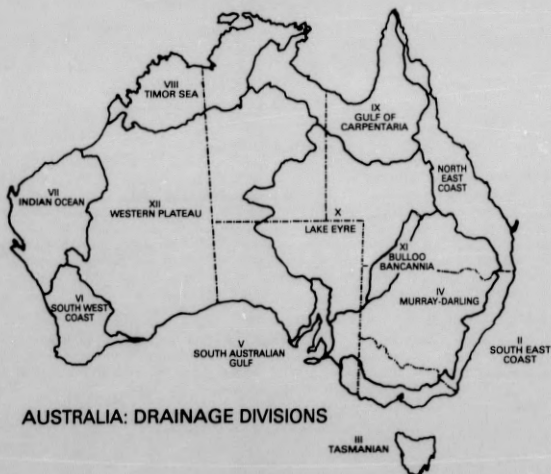 VIII
TIMOR SEA
IX
GULF OF
CARPENTARIA
NORTH
EAST
COAST
VII
INDIAN OCEAN
XII
WESTERN PLATEAU
X
LAKE EYRE
XI
BULLOO
BANCANNIA
IV
MURRAY-DARLING
VI
SOUTH WEST
COAST
V
SOUTH AUSTRALIAN
GULF
II
SOUTH EAST
COAST
AUSTRALIA: DRAINAGE DIVISIONS
III
TASMANIAN